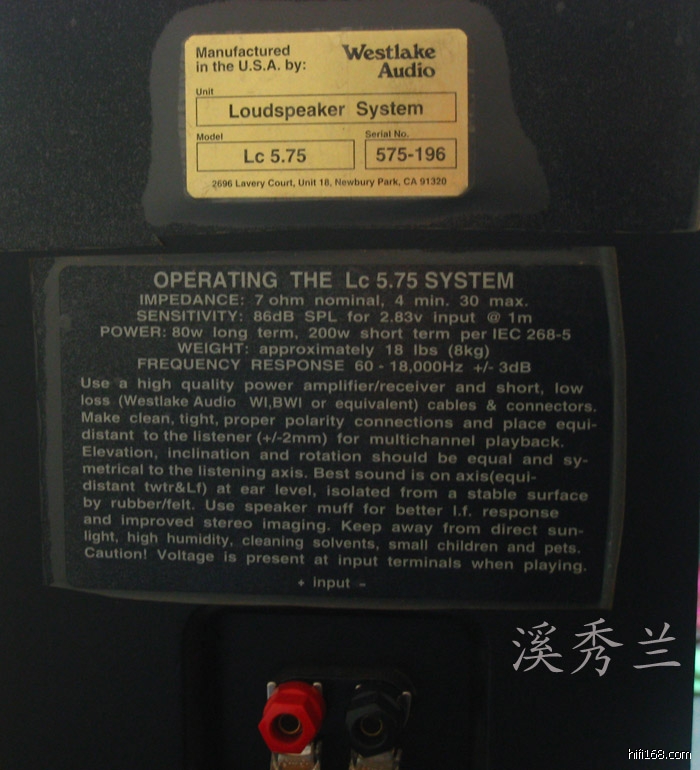 Manufactured
in the U.S.A. by:
Westlake
Audio
Unit
Loudspeaker System
Model
Lc 5.75
Serial No.
575-196
2696 Lavery Court, Unit 18, Newbury Park, CA 91320
OPERATING THE Lc 5.75 SYSTEM
IMPEDANCE: 7 ohm nominal, 4 min. 30 max.
SENSITIVITY: 86dB SPL for 2.83v input @ 1m
POWER: 80w long term, 200w short term per IEC 268-5
WEIGHT: approximately 18 lbs (8kg)
FREQUENCY RESPONSE 60 - 18,000Hz +/- 3dB
Use a high quality power amplifier/receiver and short, low
loss (Westlake Audio WI,BWI or equivalent) cables & connectors.
Make clean, tight, proper polarity connections and place equi-
distant to the listener (+/-2mm) for multichannel playback.
Elevation, inclination and rotation should be equal and sy-
metrical to the listening axis. Best sound is on axis(equi-
distant twtr&Lf) at ear level, isolated from a stable surface
by rubber/felt. Use speaker muff for better l.f. response
and improved stereo imaging. Keep away from direct sun-
light, high humidity, cleaning solvents, small children and pets.
Caution! Voltage is present at input terminals when playing.
+ input -
溪秀兰
hifi168.com